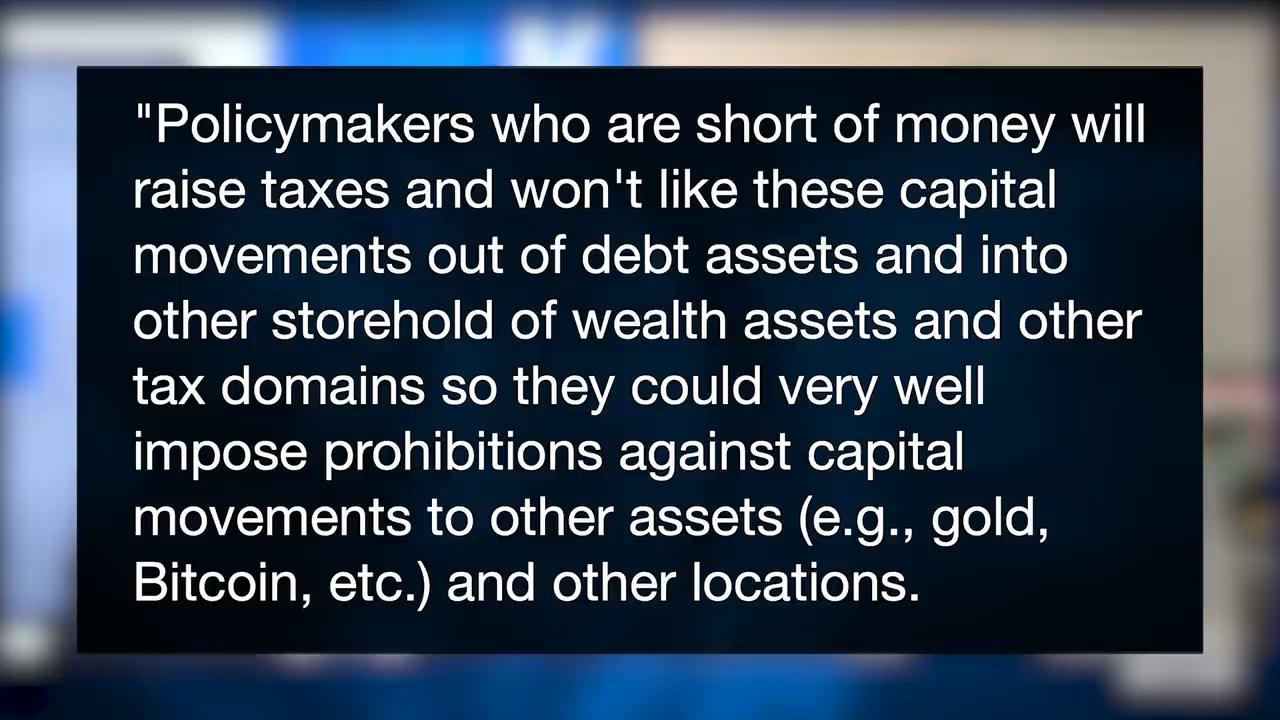 "Policymakers who are short of money will
raise taxes and won't like these capital
movements out of debt assets and into
other storehold of wealth assets and other
tax domains so they could very well
impose prohibitions against capital
movements to other assets (e.g., gold,
Bitcoin, etc.) and other locations.